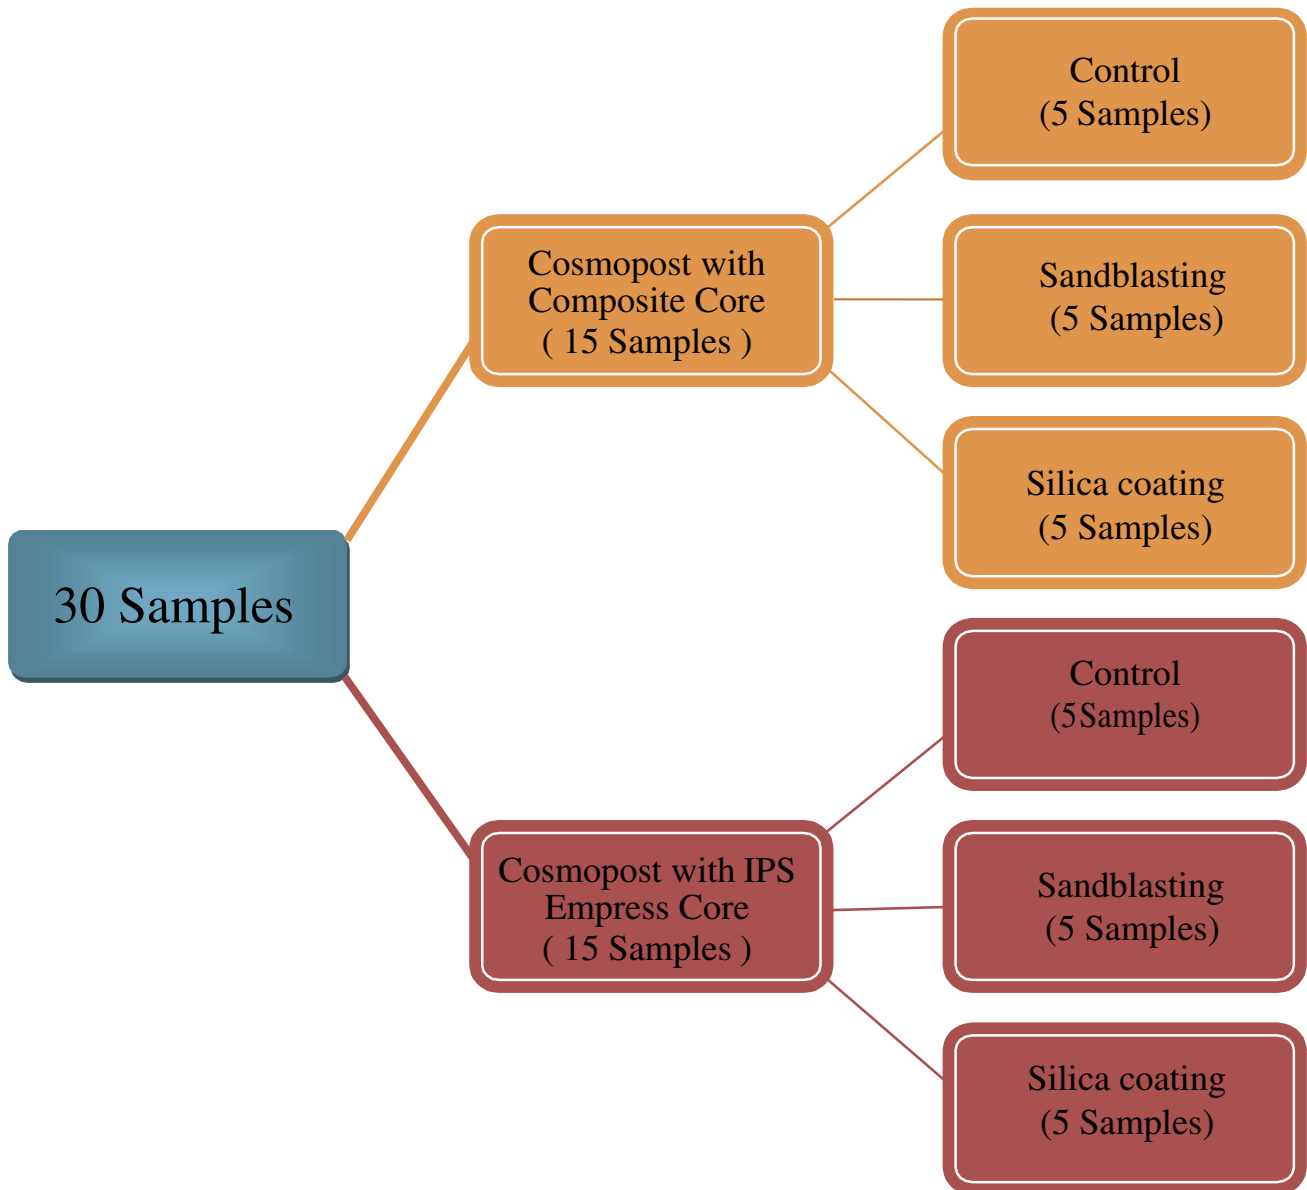 Control
(5 Samples)
Cosmopost with
Composite Core
( 15 Samples )
Sandblasting
(5 Samples)
Silica coating
(5 Samples)
30 Samples
Control
(5Samples)
Cosmopost with IPS
Empress Core
( 15 Samples )
Sandblasting
(5 Samples)
Silica coating
(5 Samples)